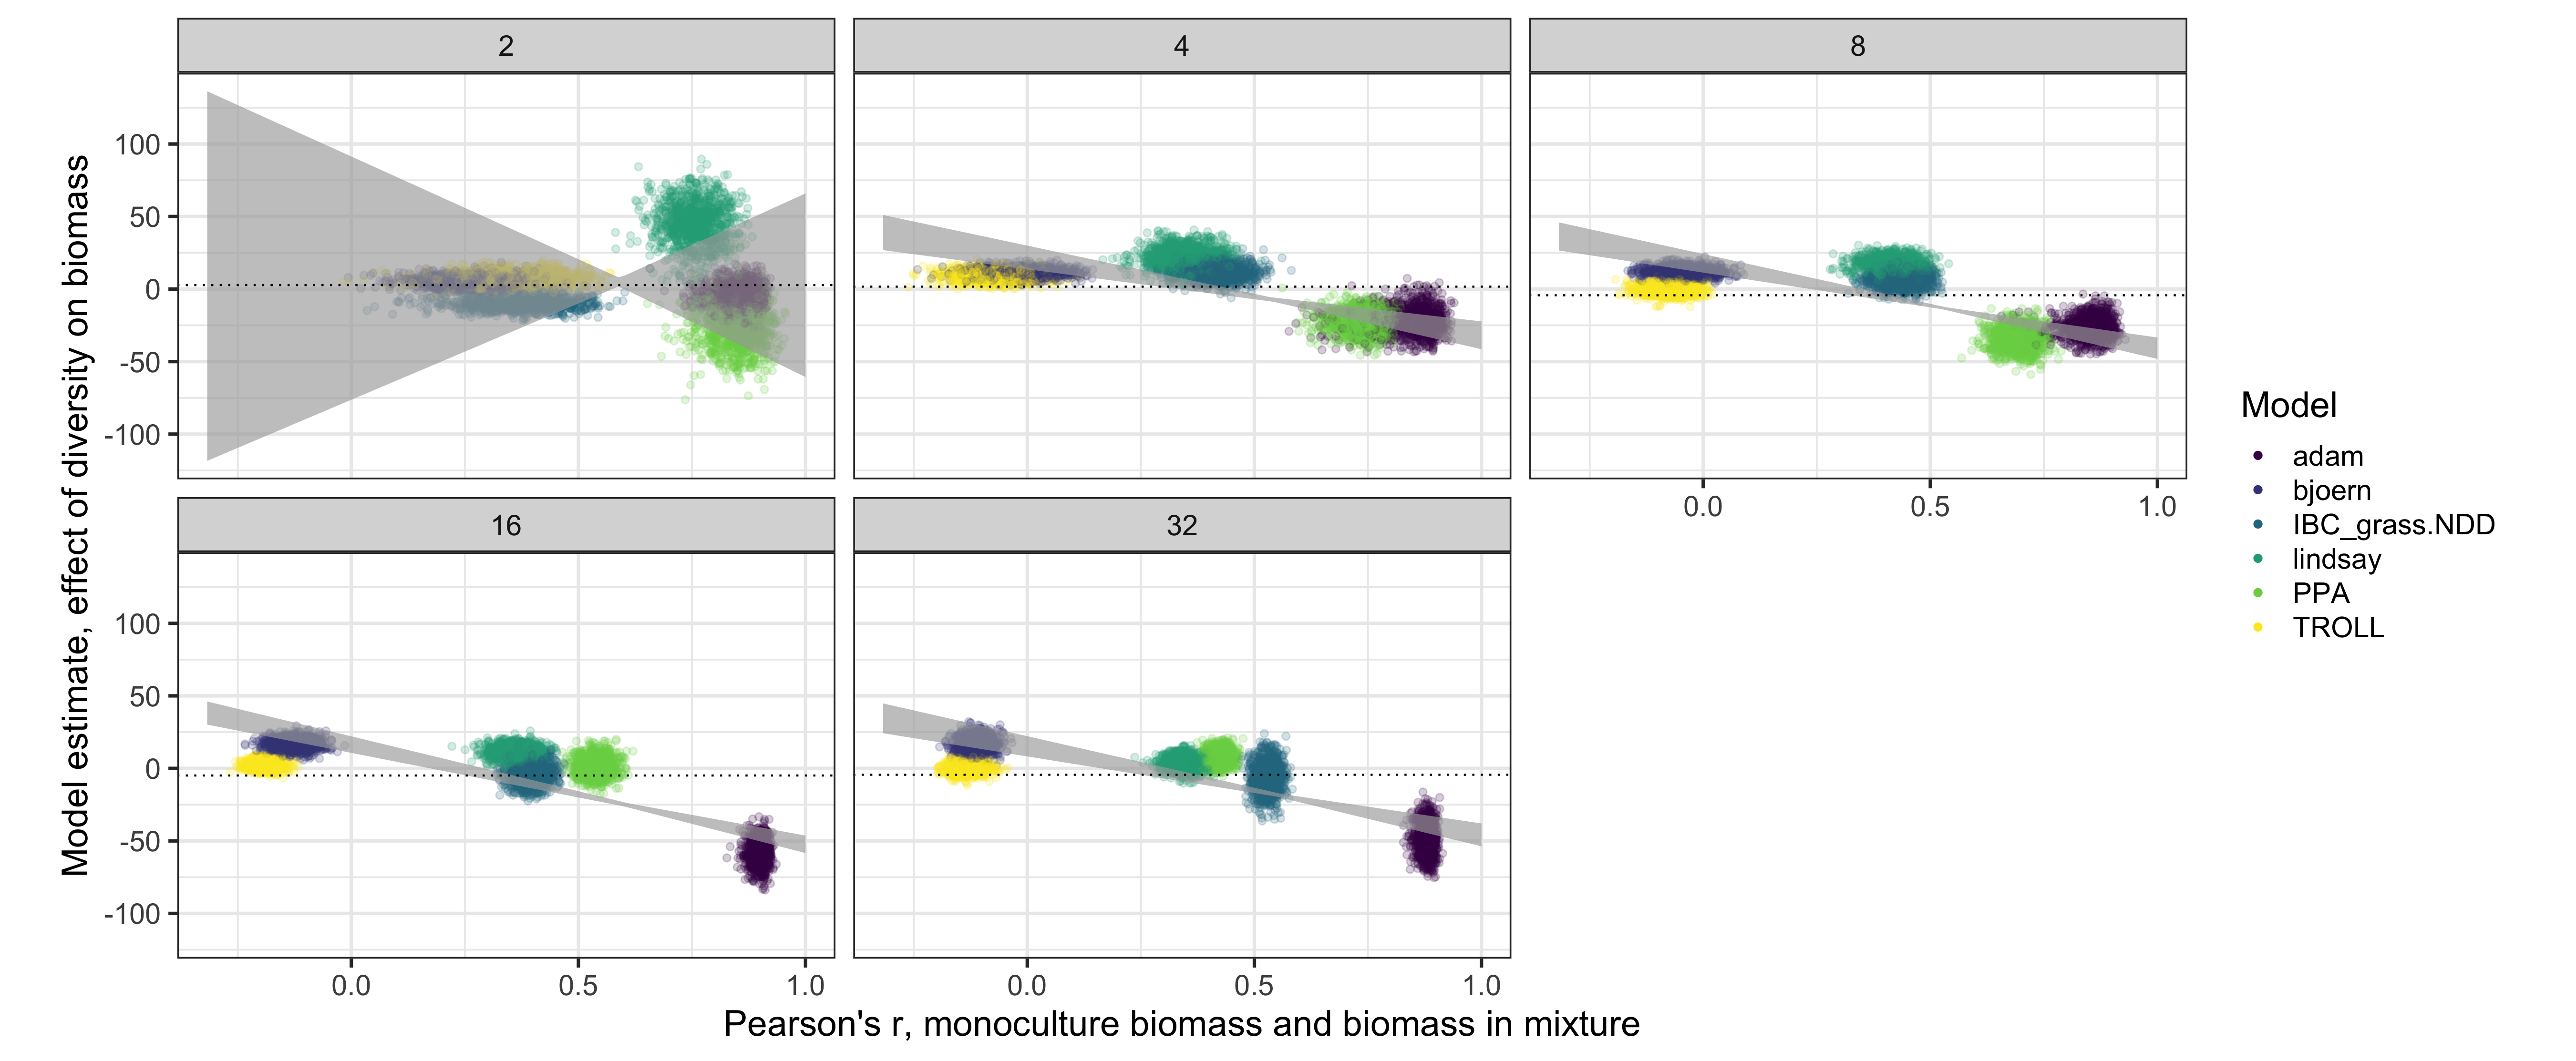 2
4
8
100
50
0
-50
-100
0.0
0.5
1.0
16
32
100
50
0
-50
-100
0.0
0.5
1.0
0.0
0.5
1.0
Model estimate, effect of diversity on biomass
Pearson's r, monoculture biomass and biomass in mixture
Model
adam
bjoern
IBC_grass.NDD
lindsay
PPA
TROLL